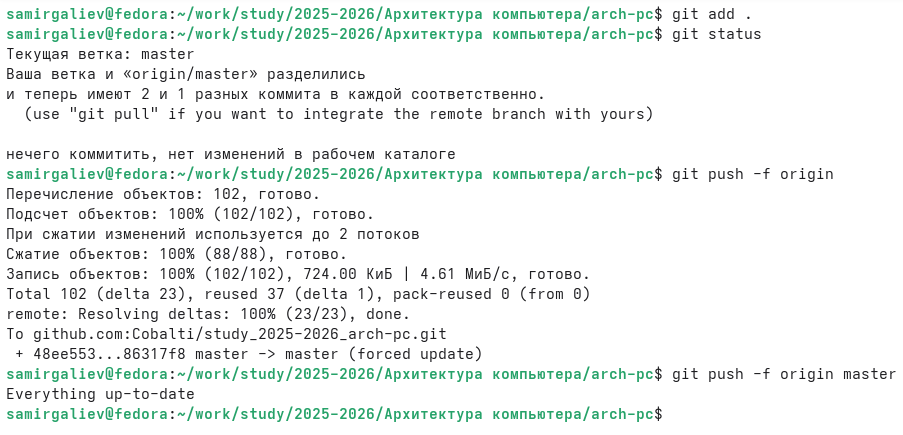 samirgaliev@fedora:~/work/study/2025-2026/Архитектура компьютера/arch-pc$ git add .
samirgaliev@fedora:~/work/study/2025-2026/Архитектура компьютера/arch-pc$ git status
Текущая ветка: master
Ваша ветка и «origin/master» разделились
и теперь имеют 2 и 1 разных коммита в каждой соответственно.
  (use "git pull" if you want to integrate the remote branch with yours)

нечего коммитить, нет изменений в рабочем каталоге
samirgaliev@fedora:~/work/study/2025-2026/Архитектура компьютера/arch-pc$ git push -f origin
Перечисление объектов: 102, готово.
Подсчет объектов: 100% (102/102), готово.
При сжатии изменений используется до 2 потоков
Сжатие объектов: 100% (88/88), готово.
Запись объектов: 100% (102/102), 724.00 КиБ | 4.61 МиБ/с, готово.
Total 102 (delta 23), reused 37 (delta 1), pack-reused 0 (from 0)
remote: Resolving deltas: 100% (23/23), done.
To github.com:Cobalti/study_2025-2026_arch-pc.git
 + 48ee553...86317f8 master -> master (forced update)
samirgaliev@fedora:~/work/study/2025-2026/Архитектура компьютера/arch-pc$ git push -f origin master
Everything up-to-date
samirgaliev@fedora:~/work/study/2025-2026/Архитектура компьютера/arch-pc$